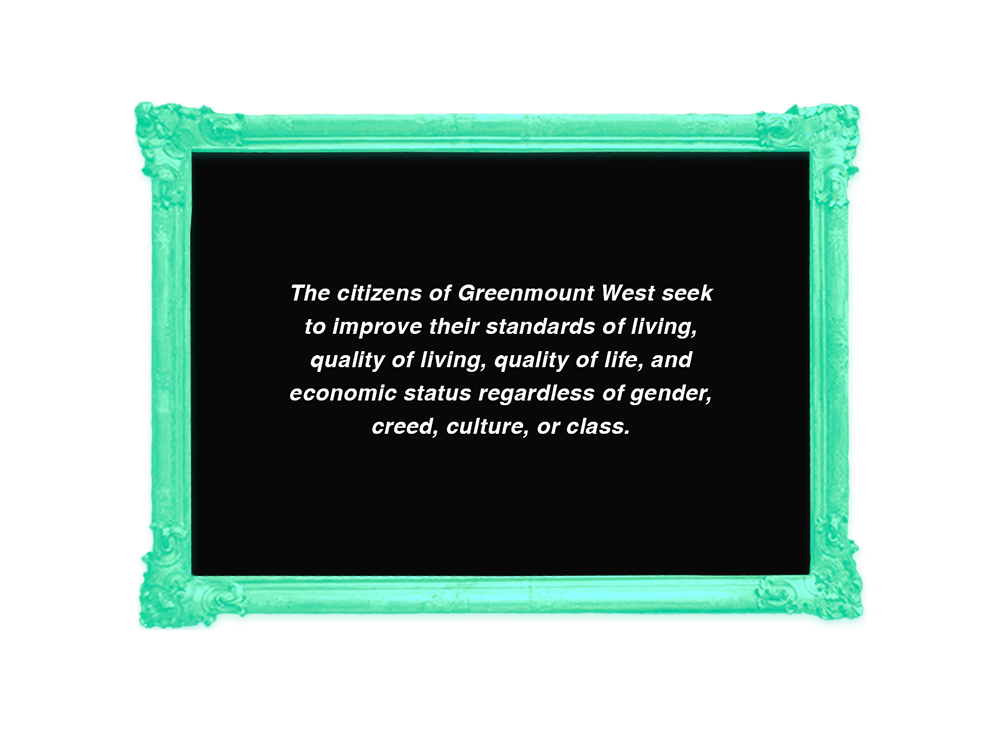 The citizens of Greenmount West seek
to improve their standards of living,
quality of living, quality of life, and
economic status regardless of gender,
creed, culture, or class.